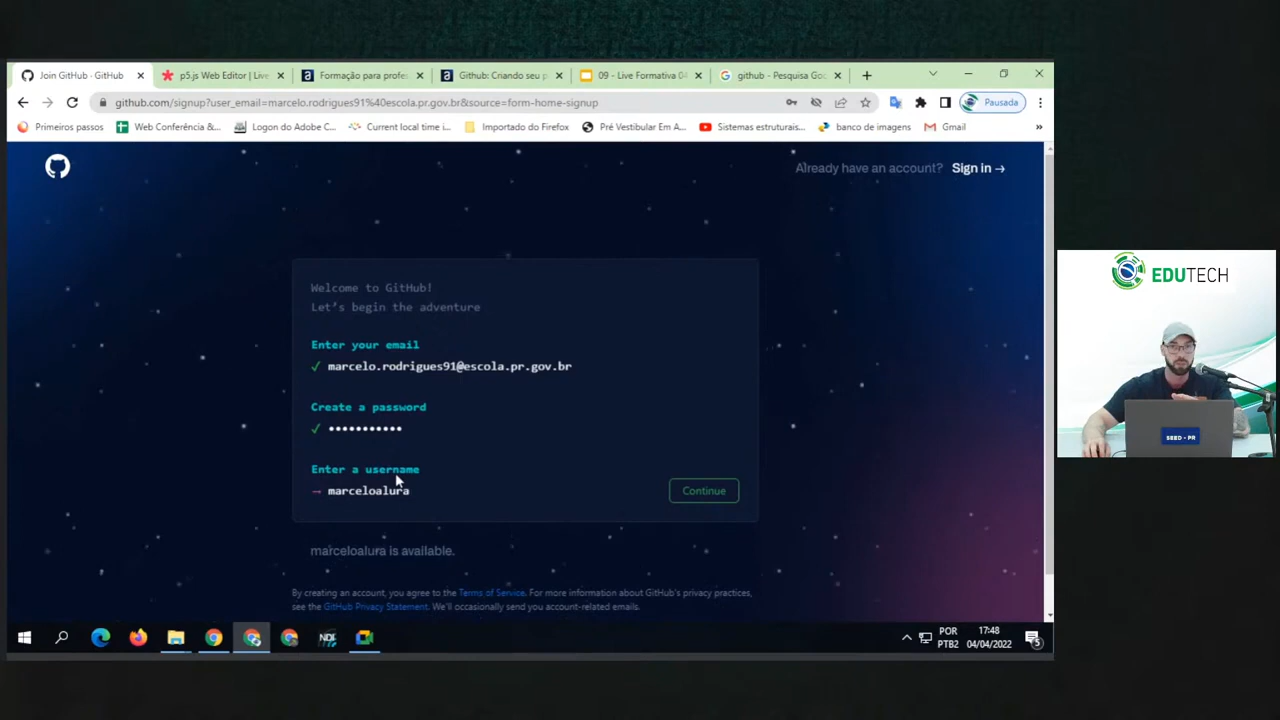 Join GitHub · GitHub
p5.js Web Editor | Live
Formação para profes
Github: Criando seu p
09 - Live Formativa 04
github - Pesquisa Goo
github.com/signup?user_email=marcelo.rodrigues91%40escola.pr.gov.br&source=form-home-signup
Pausada
Primeiros passos
Web Conferência &...
Logon do Adobe C...
Current local time i...
Importado do Firefox
Pré Vestibular Em A...
Sistemas estruturais...
banco de imagens
Gmail
»
Already have an account? Sign in →
Welcome to GitHub!
Let's begin the adventure
Enter your email
✓ marcelo.rodrigues91@escola.pr.gov.br
Create a password
✓ •••••••••••
Enter a username
→ marceloalura
Continue
marceloalura is available.
By creating an account, you agree to the Terms of Service. For more information about GitHub's privacy practices,
see the GitHub Privacy Statement. We'll occasionally send you account-related emails.
EDUTECH
SEED - PR
NDI
POR
PTB2
17:48
04/04/2022
5